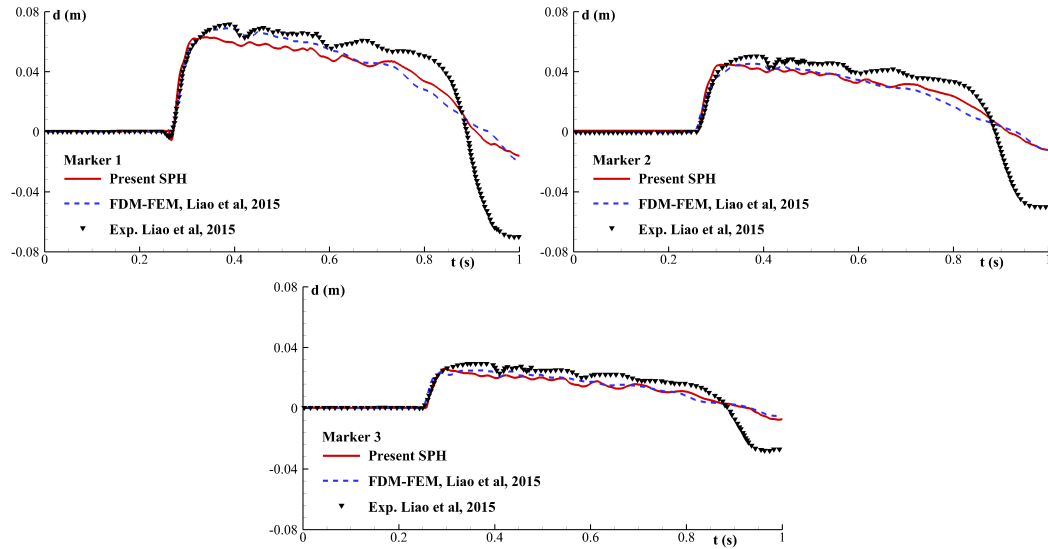 d (m)
0.08
0.04
0
-0.04
-0.08
Marker 1
Present SPH
FDM-FEM, Liao et al, 2015
Exp. Liao et al, 2015
0 0.2 0.4 0.6 0.8 1
t (s)
d (m)
0.08
0.04
0
-0.04
-0.08
Marker 2
Present SPH
FDM-FEM, Liao et al, 2015
Exp. Liao et al, 2015
0 0.2 0.4 0.6 0.8 1
t (s)
d (m)
0.08
0.04
0
-0.04
-0.08
Marker 3
Present SPH
FDM-FEM, Liao et al, 2015
Exp. Liao et al, 2015
0 0.2 0.4 0.6 0.8 1
t (s)